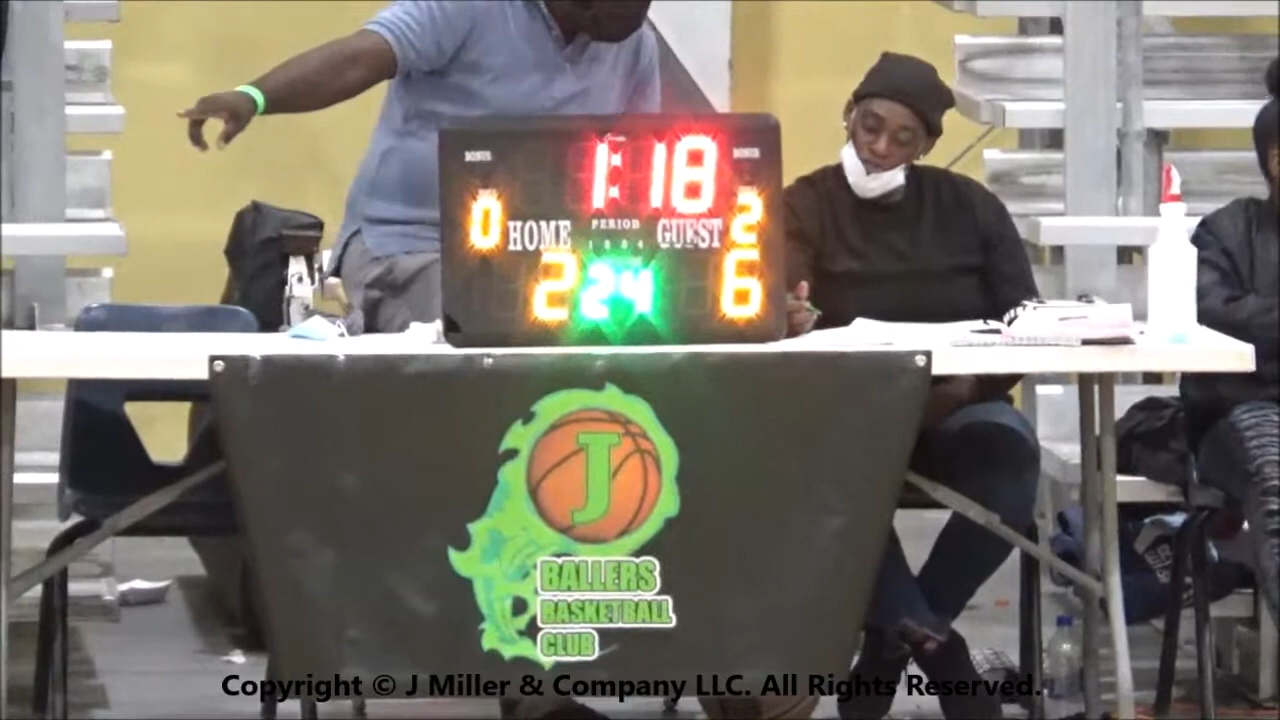 BONUS 1:18 BONUS
0 HOME PERIOD GUEST 2
2 24 6
J
BALLERS
BASKETBALL
CLUB
Copyright © J Miller & Company LLC. All Rights Reserved.